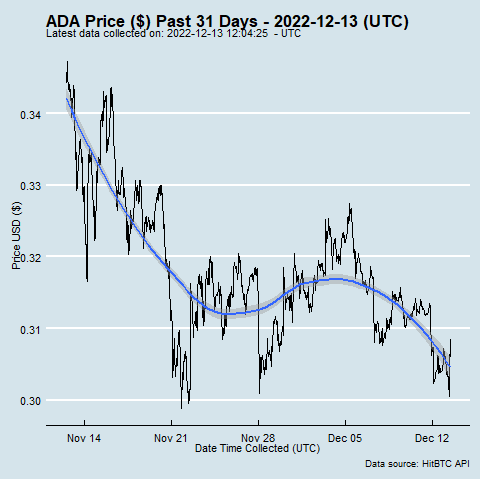 ADA Price ($) Past 31 Days - 2022-12-13 (UTC)
Latest data collected on: 2022-12-13 12:04:25 - UTC
0.34
0.33
0.32
0.31
0.30
Price USD ($)
Nov 14 Nov 21 Nov 28 Dec 05 Dec 12
Date Time Collected (UTC)
Data source: HitBTC API